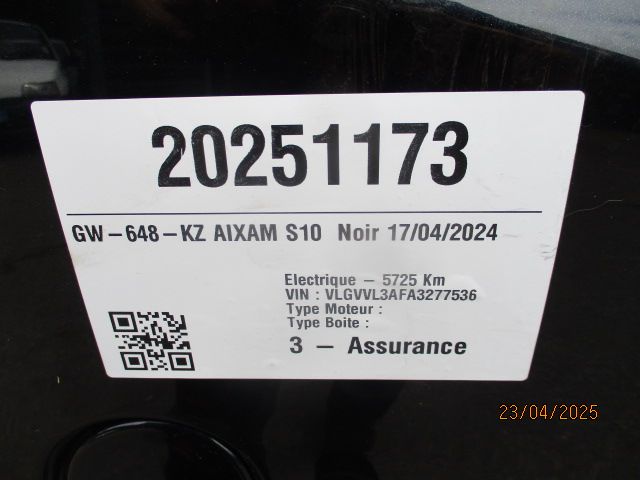 20251173
GW-648-KZ AIXAM S10 Noir 17/04/2024
Electrique - 5725 Km
VIN : VLGVVL3AFA3277536
Type Moteur :
Type Boite :
3 - Assurance
23/04/2025